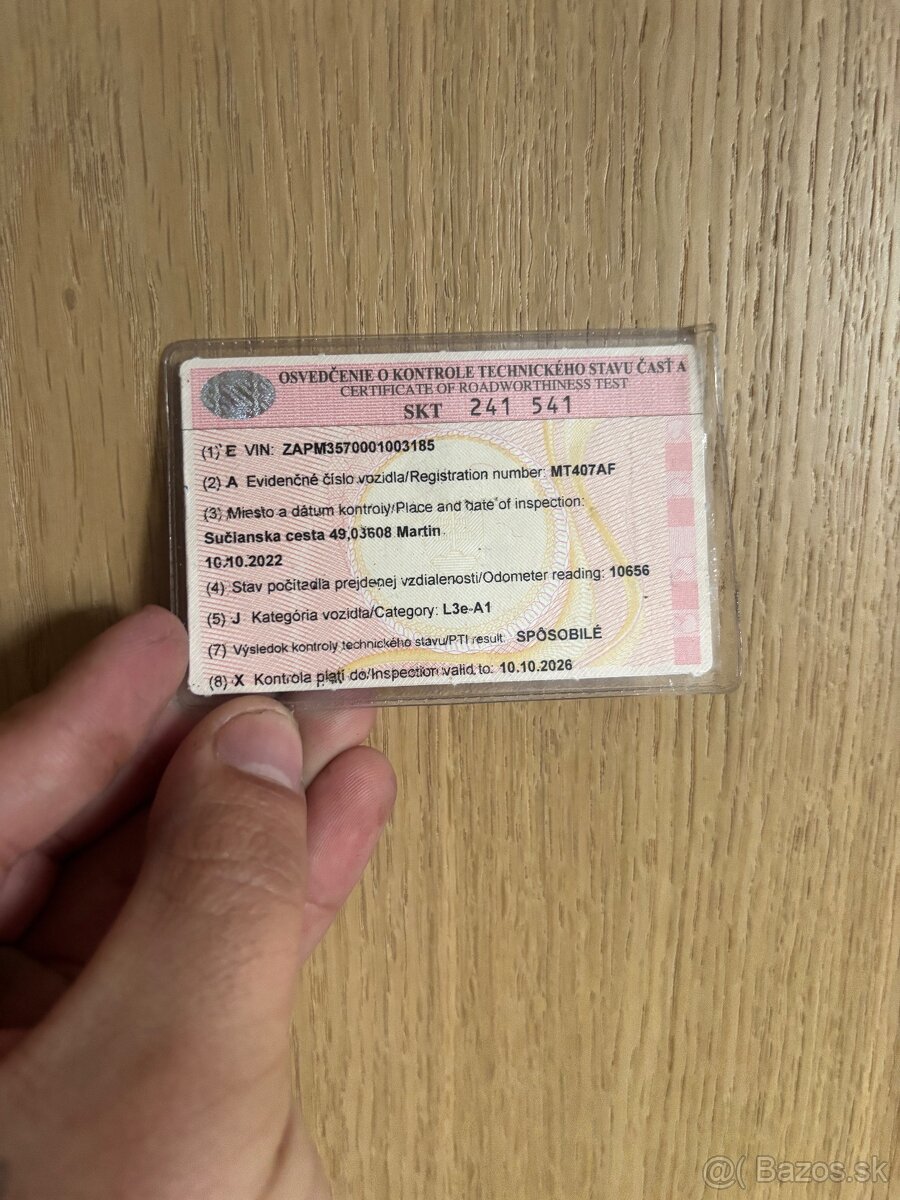 OSVEDČENIE O KONTROLE TECHNICKÉHO STAVU ČASŤ A
CERTIFICATE OF ROADWORTHINESS TEST
SKT 241 541
(1) E VIN: ZAPM3570001003185
(2) A Evidenčné číslo vozidla/Registration number: MT407AF
(3) Miesto a dátum kontroly/Place and date of inspection:
Sučianska cesta 49,03608 Martin
10.10.2022
(4) Stav počítadla prejdenej vzdialenosti/Odometer reading: 10656
(5) J Kategória vozidla/Category: L3e-A1
(7) Výsledok kontroly technického stavu/PTI result: SPÔSOBILÉ
(8) X Kontrola platí do/Inspection valid to: 10.10.2026
@( Bazos.sk